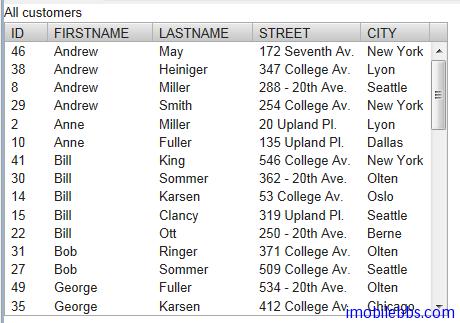 All customers
ID FIRSTNAME LASTNAME STREET CITY
46 Andrew May 172 Seventh Av. New York
38 Andrew Heiniger 347 College Av. Lyon
8 Andrew Miller 288 - 20th Ave. Seattle
29 Andrew Smith 254 College Av. New York
2 Anne Miller 20 Upland Pl. Lyon
10 Anne Fuller 135 Upland Pl. Dallas
41 Bill King 546 College Av. New York
30 Bill Sommer 362 - 20th Ave. Olten
14 Bill Karsen 53 College Av. Oslo
15 Bill Clancy 319 Upland Pl. Seattle
22 Bill Ott 250 - 20th Ave. Berne
31 Bob Ringer 371 College Av. Olten
27 Bob Sommer 509 College Av. Seattle
49 George Fuller 534 - 20th Ave. Olten
35 George Karsen 412 College Av. Chicago
imobilebbs.com